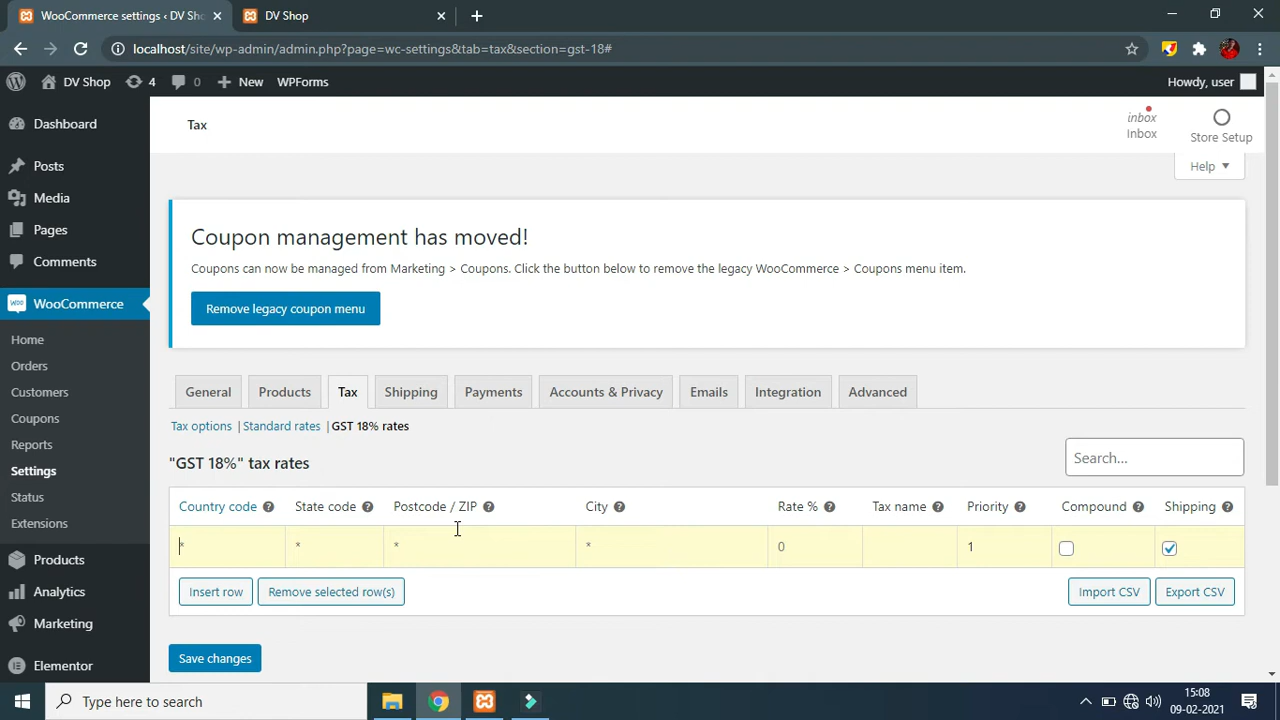 WooCommerce settings ‹ DV Sho
DV Shop
localhost/site/wp-admin/admin.php?page=wc-settings&tab=tax&section=gst-18#
DV Shop
4
0
New
WPForms
Howdy, user
Dashboard
Posts
Media
Pages
Comments
WooCommerce
Home
Orders
Customers
Coupons
Reports
Settings
Status
Extensions
Products
Analytics
Marketing
Elementor
Tax
inbox
Inbox
Store Setup
Help
Coupon management has moved!
Coupons can now be managed from Marketing > Coupons. Click the button below to remove the legacy WooCommerce > Coupons menu item.
Remove legacy coupon menu
General Products Tax Shipping Payments Accounts & Privacy Emails Integration Advanced
Tax options | Standard rates | GST 18% rates
"GST 18%" tax rates
Search...
Country code ? State code ? Postcode / ZIP ? City ? Rate % ? Tax name ? Priority ? Compound ? Shipping ?
* * * * 0 1
Insert row Remove selected row(s) Import CSV Export CSV
Save changes
Type here to search
15:08
09-02-2021